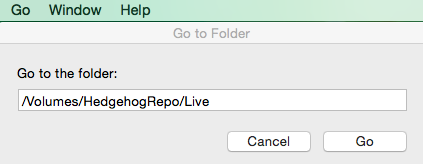 Go Window Help
Go to Folder
Go to the folder:
/Volumes/HedgehogRepo/Live
Cancel Go